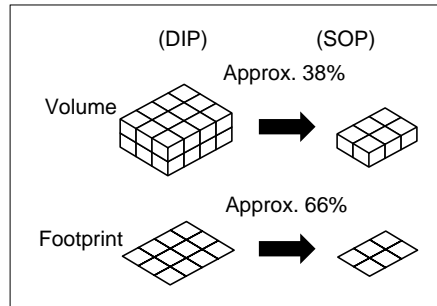 (DIP) (SOP)
Approx. 38%
Volume
Approx. 66%
Footprint